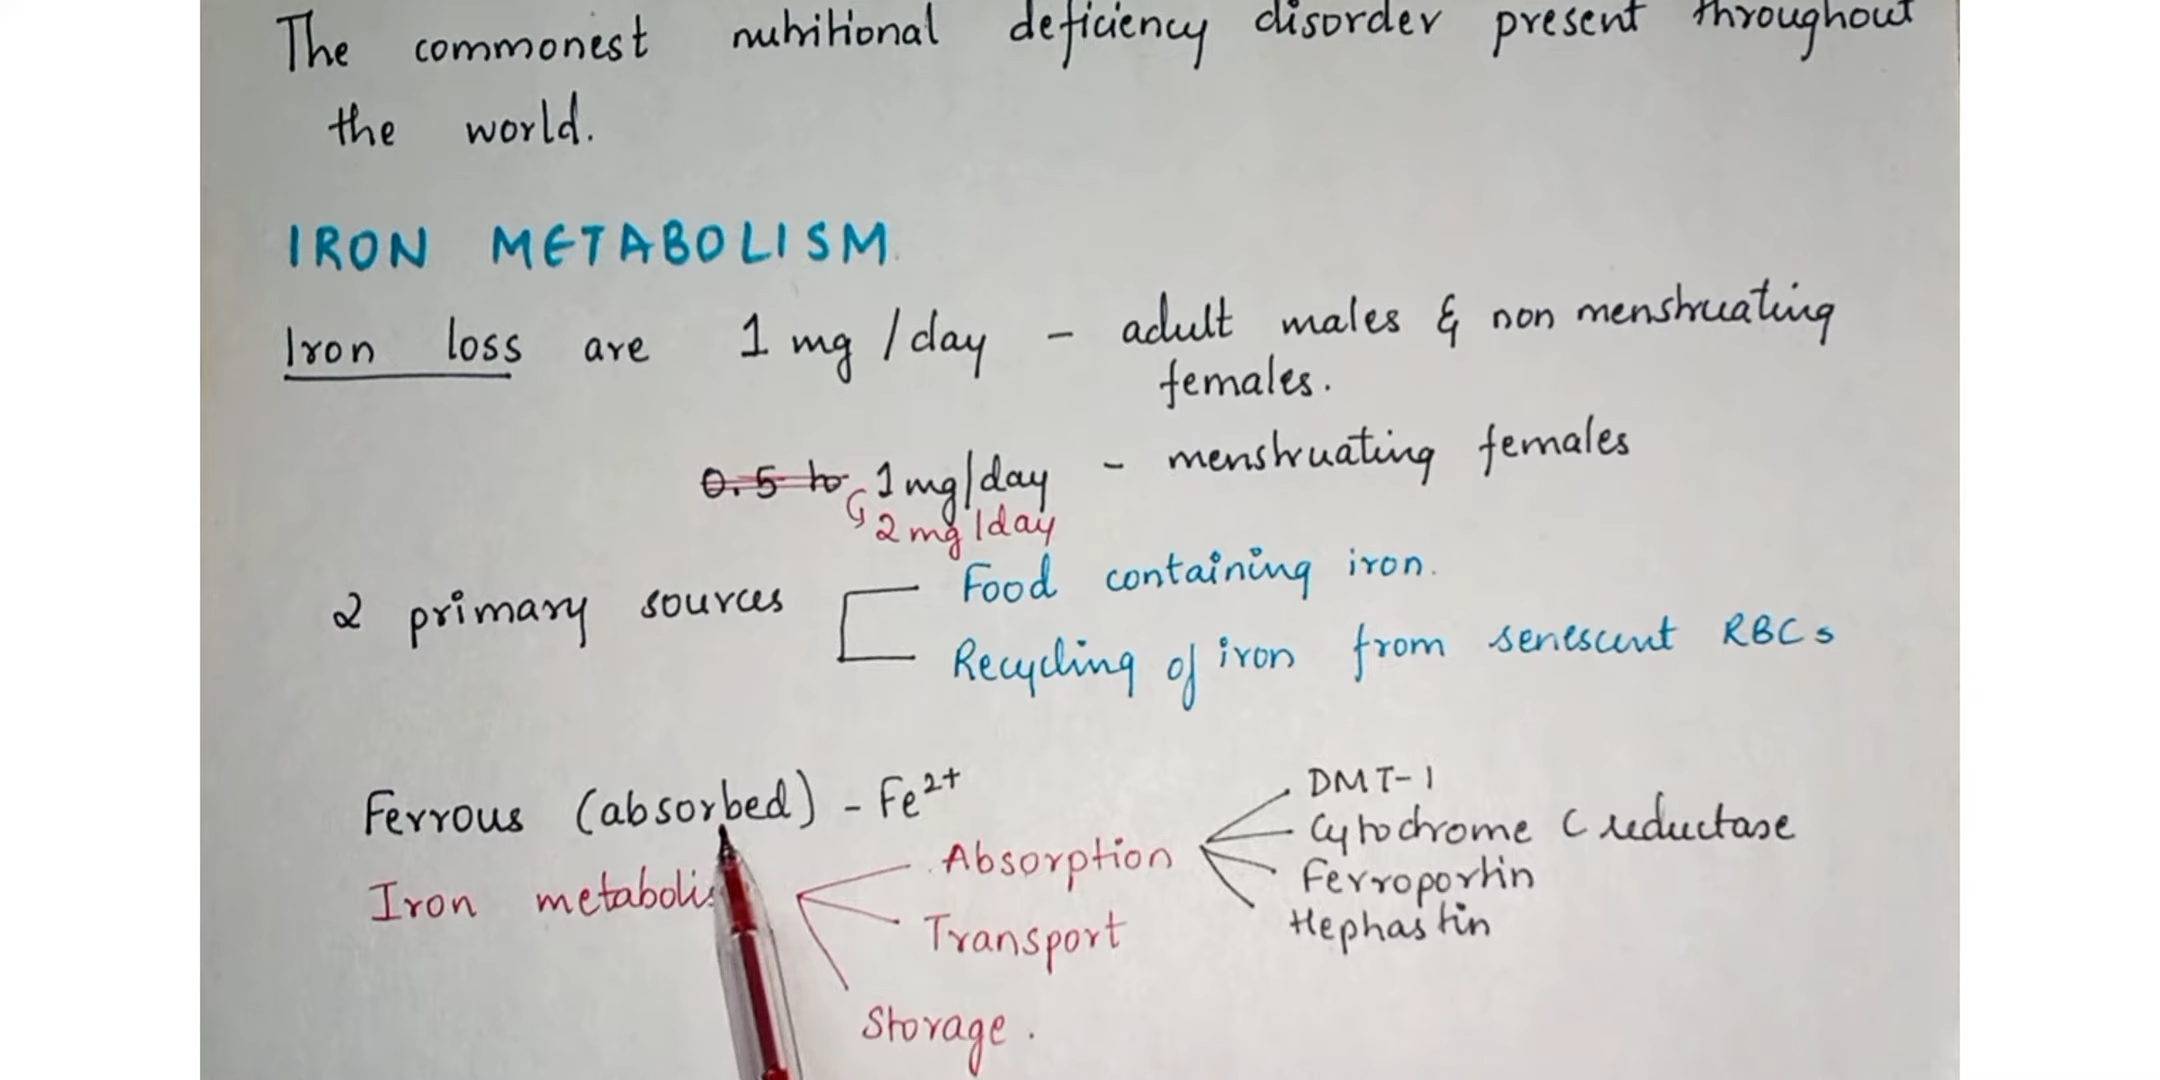 The commonest nutritional deficiency disorder present throughout
the world.
IRON METABOLISM
Iron loss are 1 mg / day - adult males & non menstruating
females.
0.5 to 1 mg/day - menstruating females
2 mg/day
2 primary sources
Food containing iron.
Recycling of iron from senescent RBCs
Ferrous (absorbed) - Fe²⁺
Iron metabolis
Absorption
Transport
Storage.
DMT-1
Cytochrome C reductase
Ferroportin
Hephastin